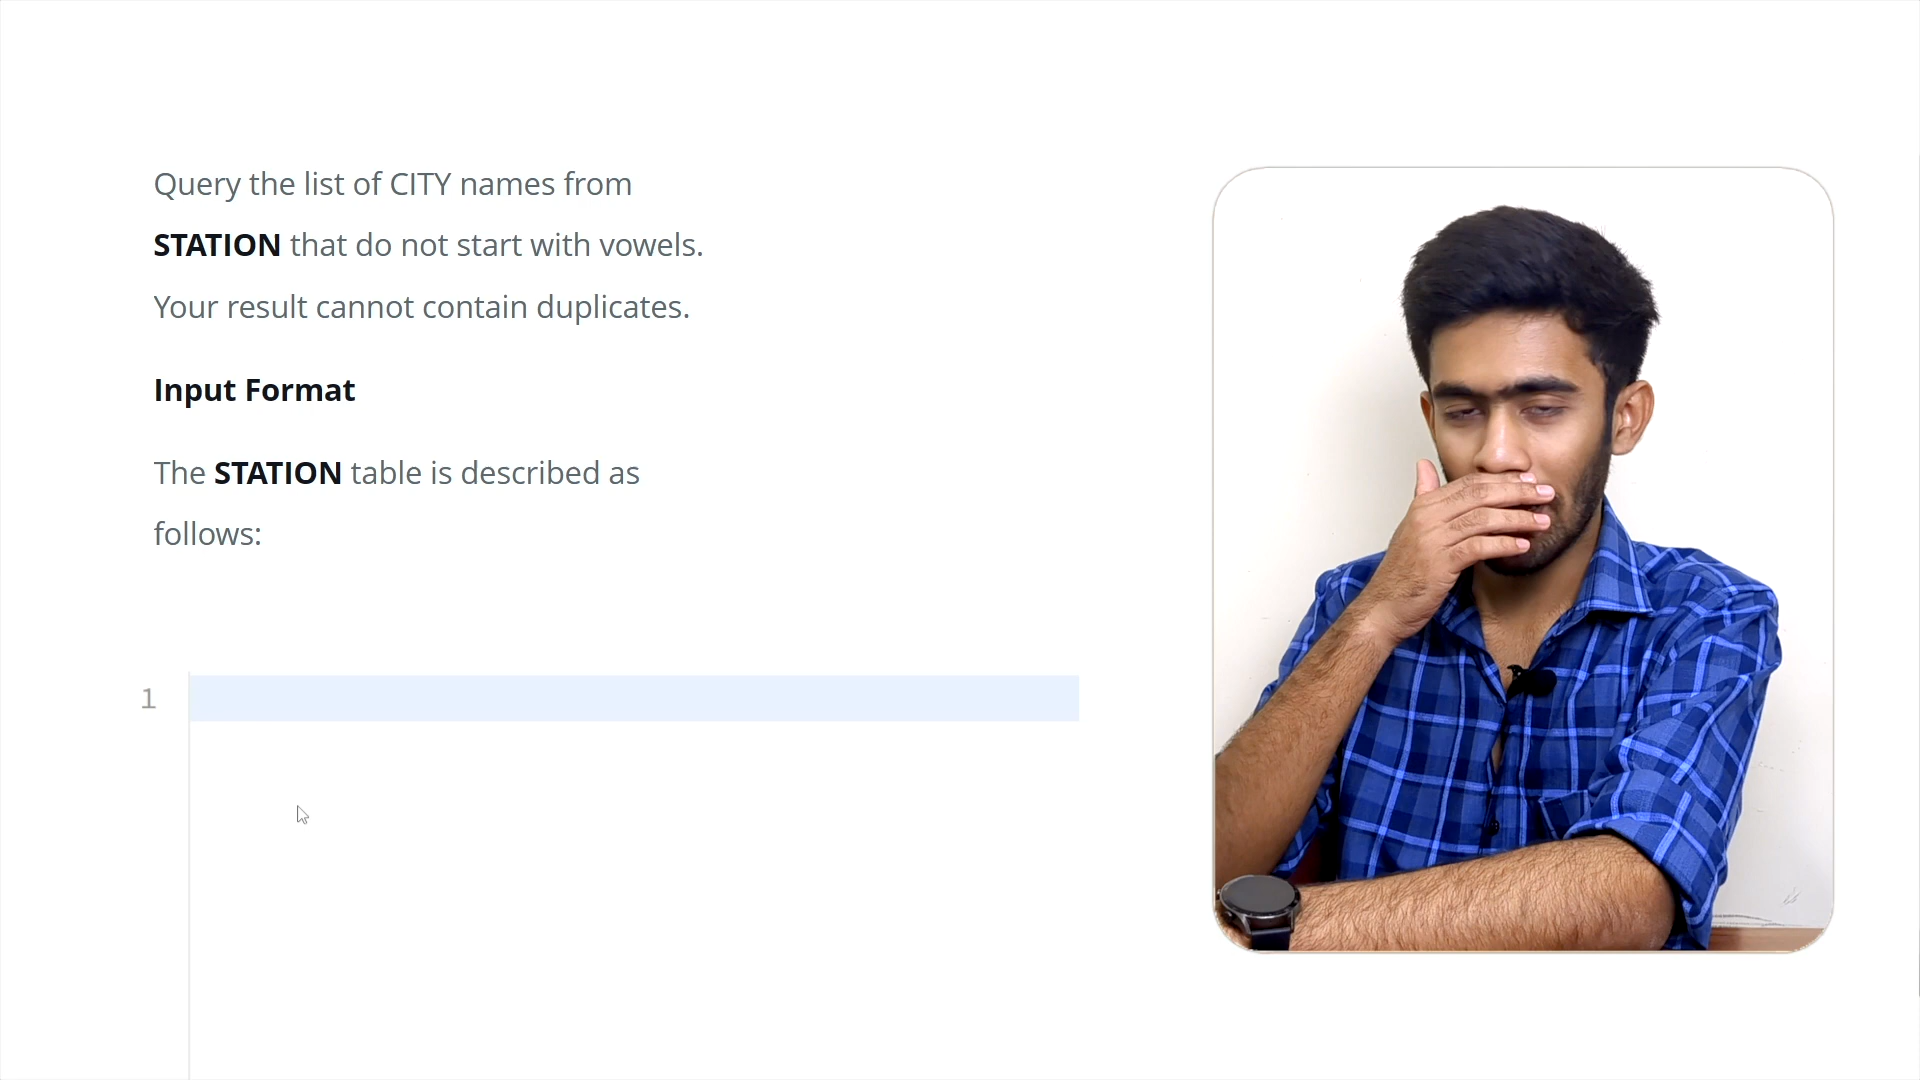 Query the list of CITY names from
STATION that do not start with vowels.
Your result cannot contain duplicates.
Input Format
The STATION table is described as
follows:
1